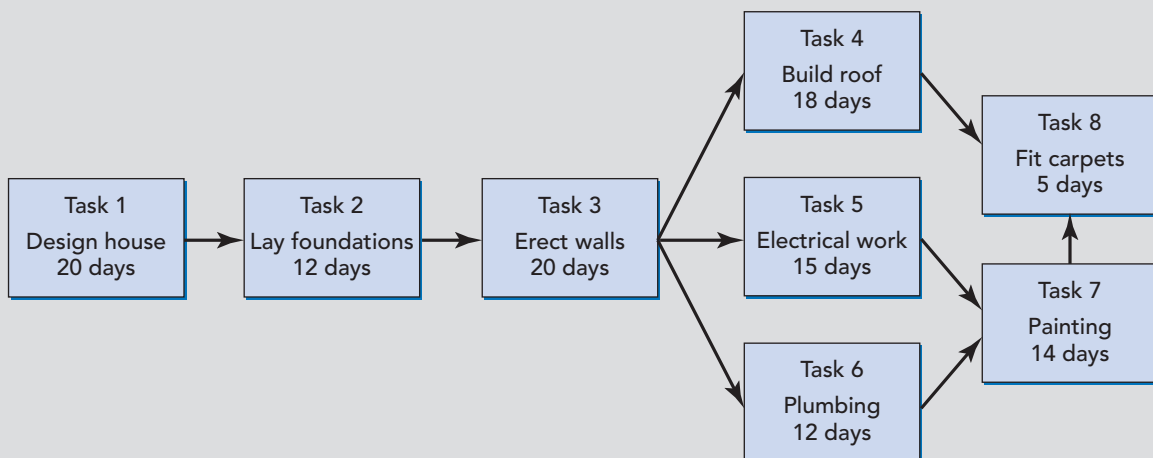 Task 1
Design house
20 days
Task 2
Lay foundations
12 days
Task 3
Erect walls
20 days
Task 4
Build roof
18 days
Task 5
Electrical work
15 days
Task 6
Plumbing
12 days
Task 7
Painting
14 days
Task 8
Fit carpets
5 days